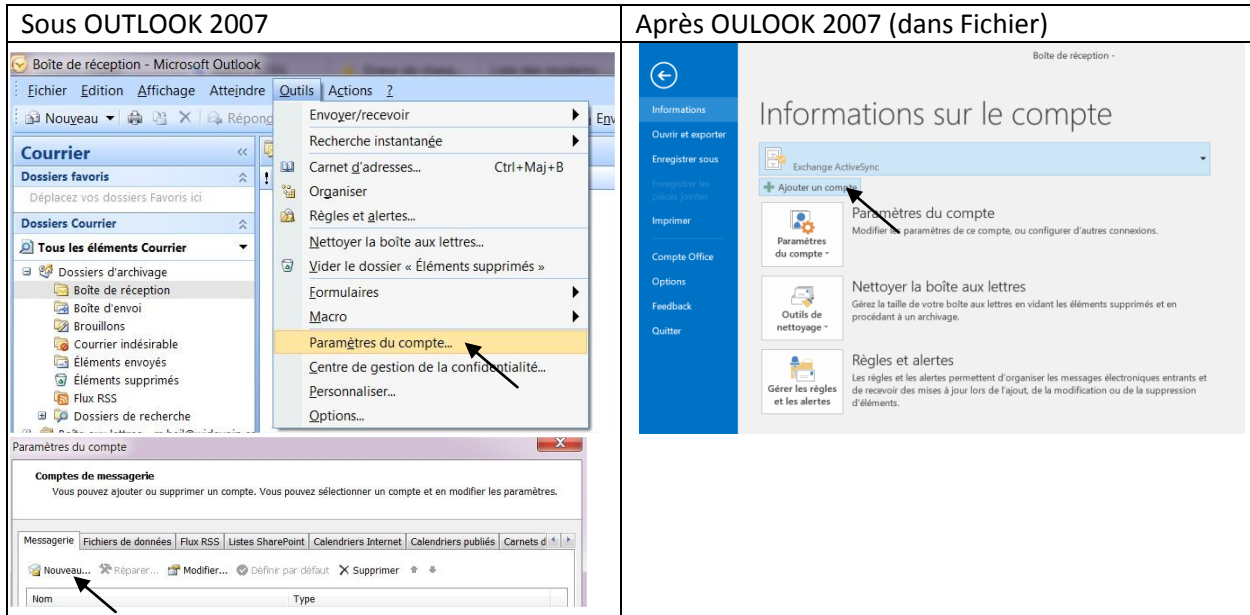 Sous OUTLOOK 2007
Après OULOOK 2007 (dans Fichier)
Boîte de réception - Microsoft Outlook
Fichier Edition Affichage Atteindre Outils Actions ?
Nouveau
Répond
Env
Courrier
Dossiers favoris
Déplacez vos dossiers Favoris ici
Dossiers Courrier
Tous les éléments Courrier
Dossiers d'archivage
Boîte de réception
Boîte d'envoi
Brouillons
Courrier indésirable
Éléments envoyés
Éléments supprimés
Flux RSS
Dossiers de recherche
Envoyer/recevoir
Recherche instantanée
Carnet d'adresses... Ctrl+Maj+B
Organiser
Règles et alertes...
Nettoyer la boîte aux lettres...
Vider le dossier « Éléments supprimés »
Formulaires
Macro
Paramètres du compte...
Centre de gestion de la confidentialité...
Personnaliser...
Options...
Paramètres du compte
Comptes de messagerie
Vous pouvez ajouter ou supprimer un compte. Vous pouvez sélectionner un compte et en modifier les paramètres.
Messagerie Fichiers de données Flux RSS Listes SharePoint Calendriers Internet Calendriers publiés Carnets d
Nouveau... Réparer... Modifier... Définir par défaut Supprimer
Nom Type
Boîte de réception -
Informations
Ouvrir et exporter
Enregistrer sous
Enregistrer les
pièces jointes
Imprimer
Compte Office
Options
Feedback
Quitter
Informations sur le compte
Exchange ActiveSync
Ajouter un compte
Paramètres
du compte
Paramètres du compte
Modifier les paramètres de ce compte, ou configurer d'autres connexions.
Outils de
nettoyage
Nettoyer la boîte aux lettres
Gérez la taille de votre boîte aux lettres en vidant les éléments supprimés et en
procédant à un archivage.
Gérer les règles
et les alertes
Règles et alertes
Les règles et les alertes permettent d'organiser les messages électroniques entrants et
de recevoir des mises à jour lors de l'ajout, de la modification ou de la suppression
d'éléments.